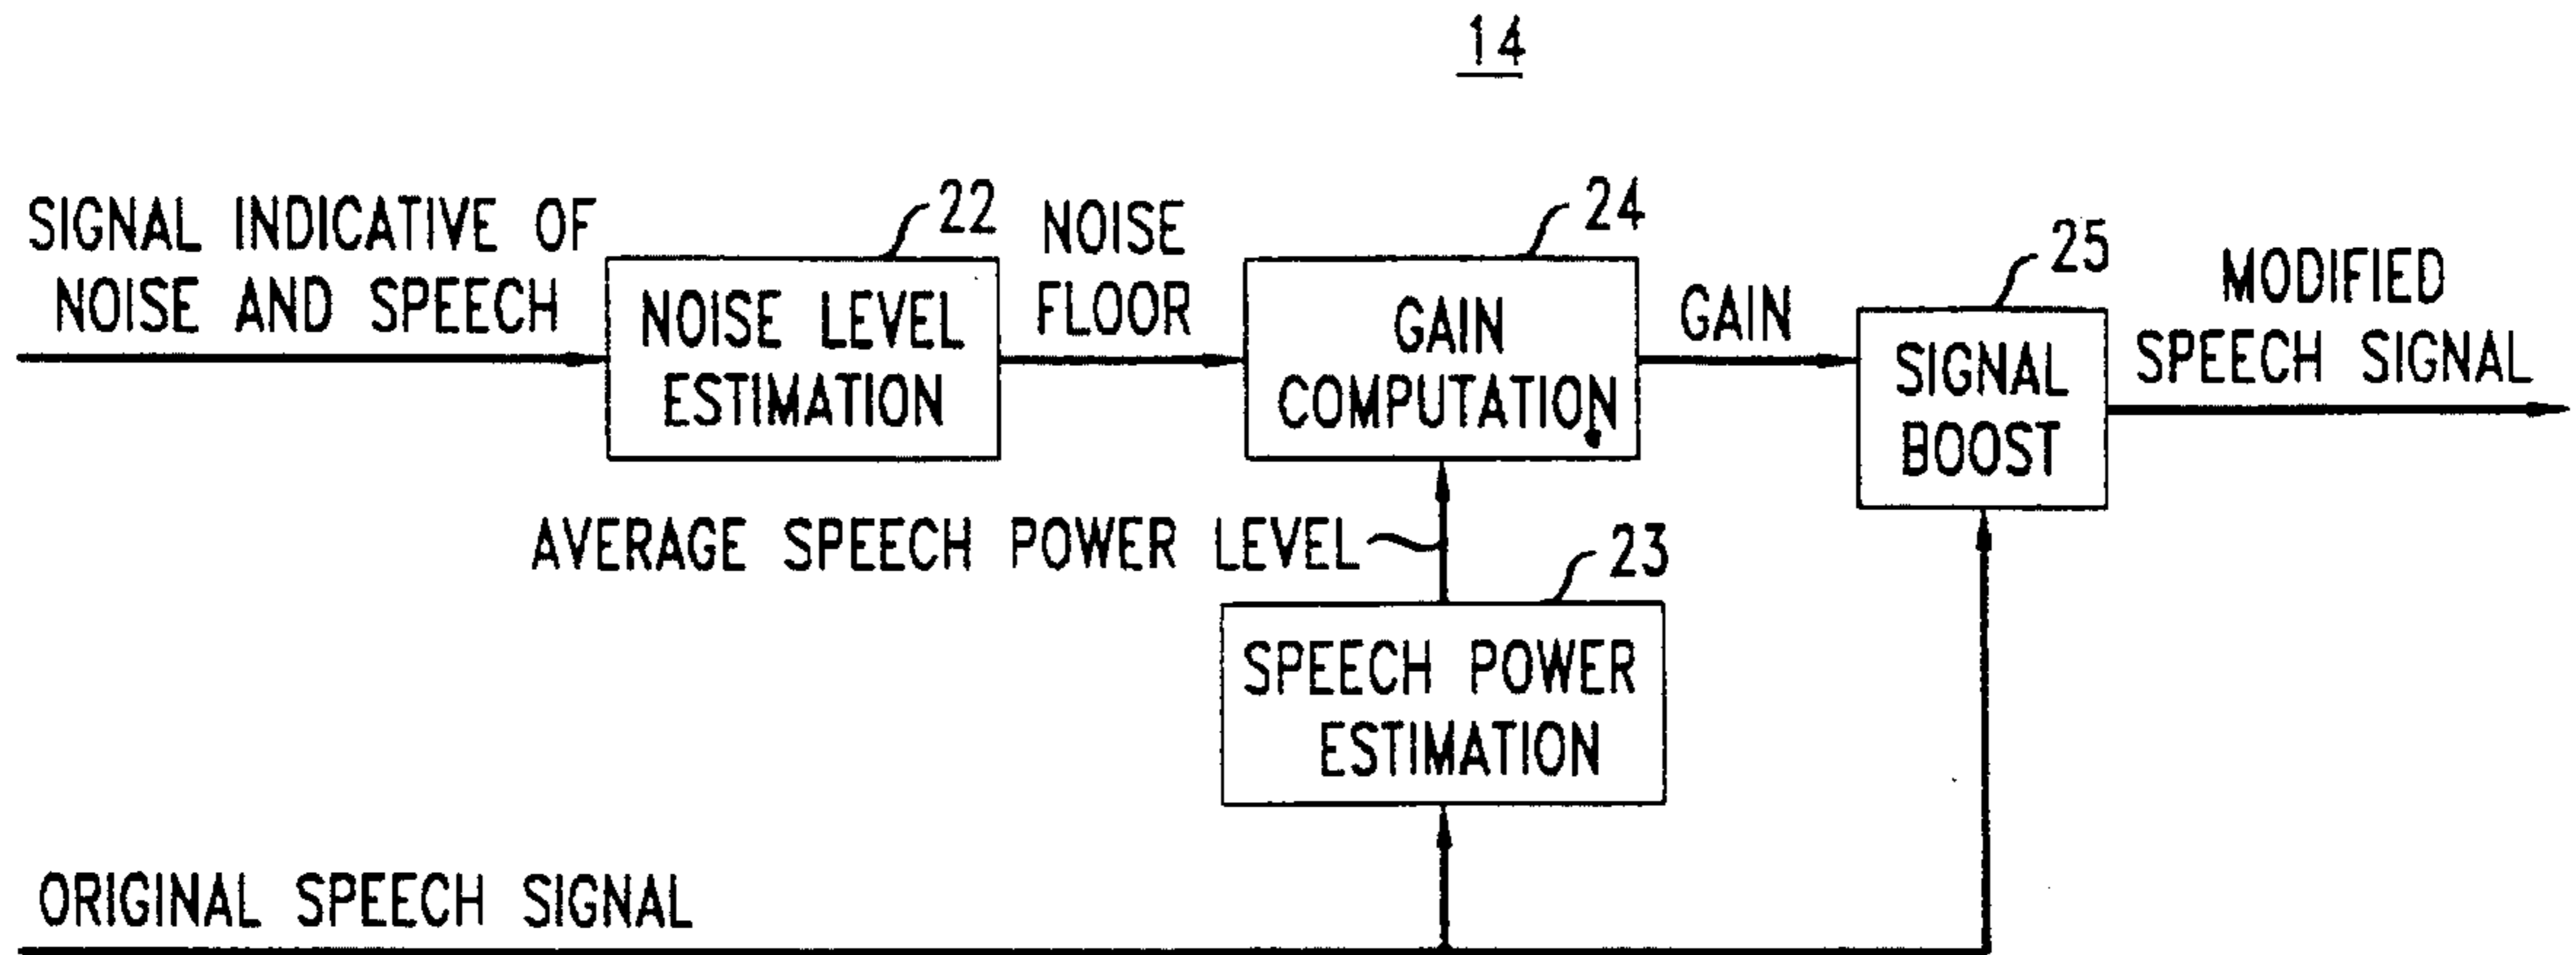 14
SIGNAL INDICATIVE OF
NOISE AND SPEECH
22
NOISE LEVEL
ESTIMATION
NOISE
FLOOR
24
GAIN
COMPUTATION
GAIN
25
SIGNAL
BOOST
MODIFIED
SPEECH SIGNAL
AVERAGE SPEECH POWER LEVEL
23
SPEECH POWER
ESTIMATION
ORIGINAL SPEECH SIGNAL